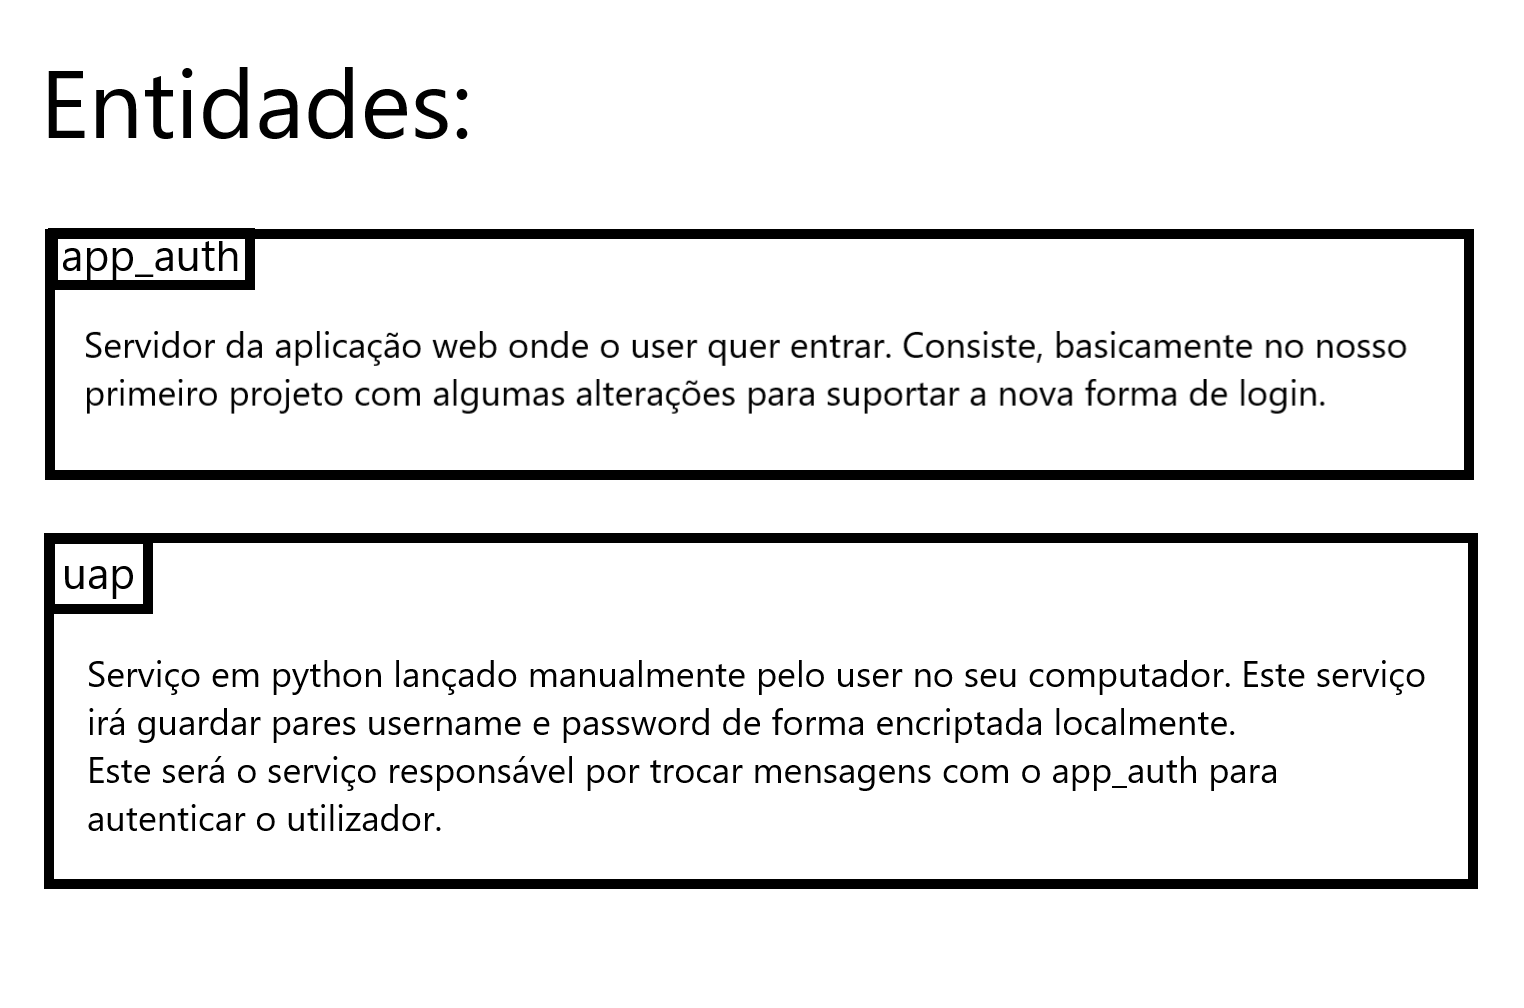 Entidades:
app_auth
Servidor da aplicação web onde o user quer entrar. Consiste, basicamente no nosso
primeiro projeto com algumas alterações para suportar a nova forma de login.
uap
Serviço em python lançado manualmente pelo user no seu computador. Este serviço
irá guardar pares username e password de forma encriptada localmente.
Este será o serviço responsável por trocar mensagens com o app_auth para
autenticar o utilizador.